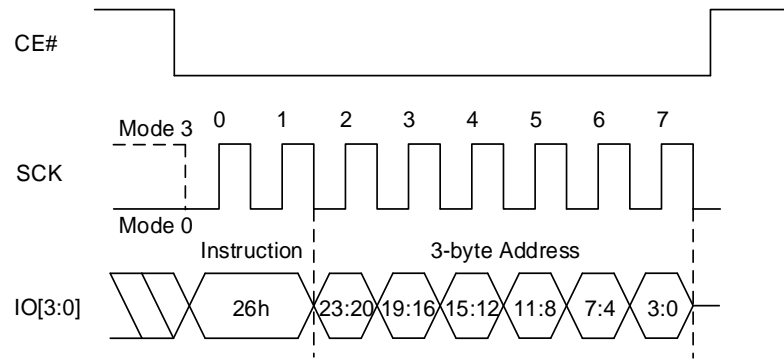 CE#
Mode 3
0 1 2 3 4 5 6 7
SCK
Mode 0
Instruction 3-byte Address
IO[3:0] 26h 23:20 19:16 15:12 11:8 7:4 3:0